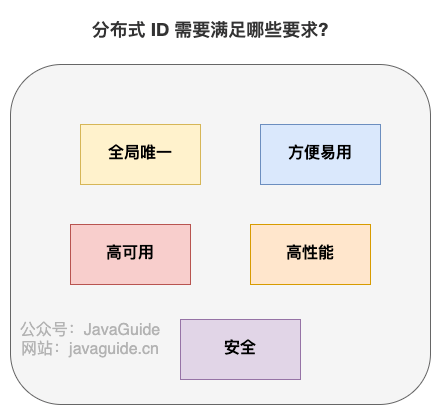 分布式 ID 需要满足哪些要求?
全局唯一
方便易用
高可用
高性能
公众号：JavaGuide
网站：javaguide.cn
安全